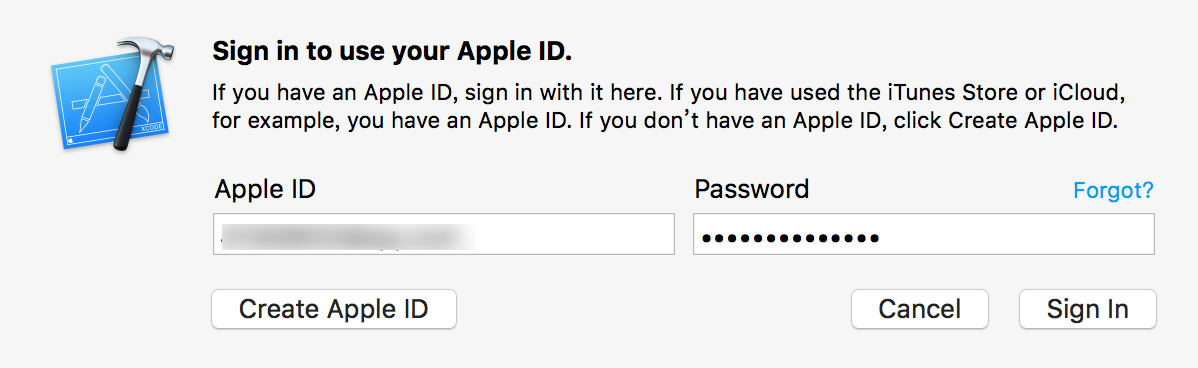 Sign in to use your Apple ID.
If you have an Apple ID, sign in with it here. If you have used the iTunes Store or iCloud,
for example, you have an Apple ID. If you don’t have an Apple ID, click Create Apple ID.
XCODE
Apple ID
Password
Forgot?
••••••••••••••
Create Apple ID
Cancel
Sign In